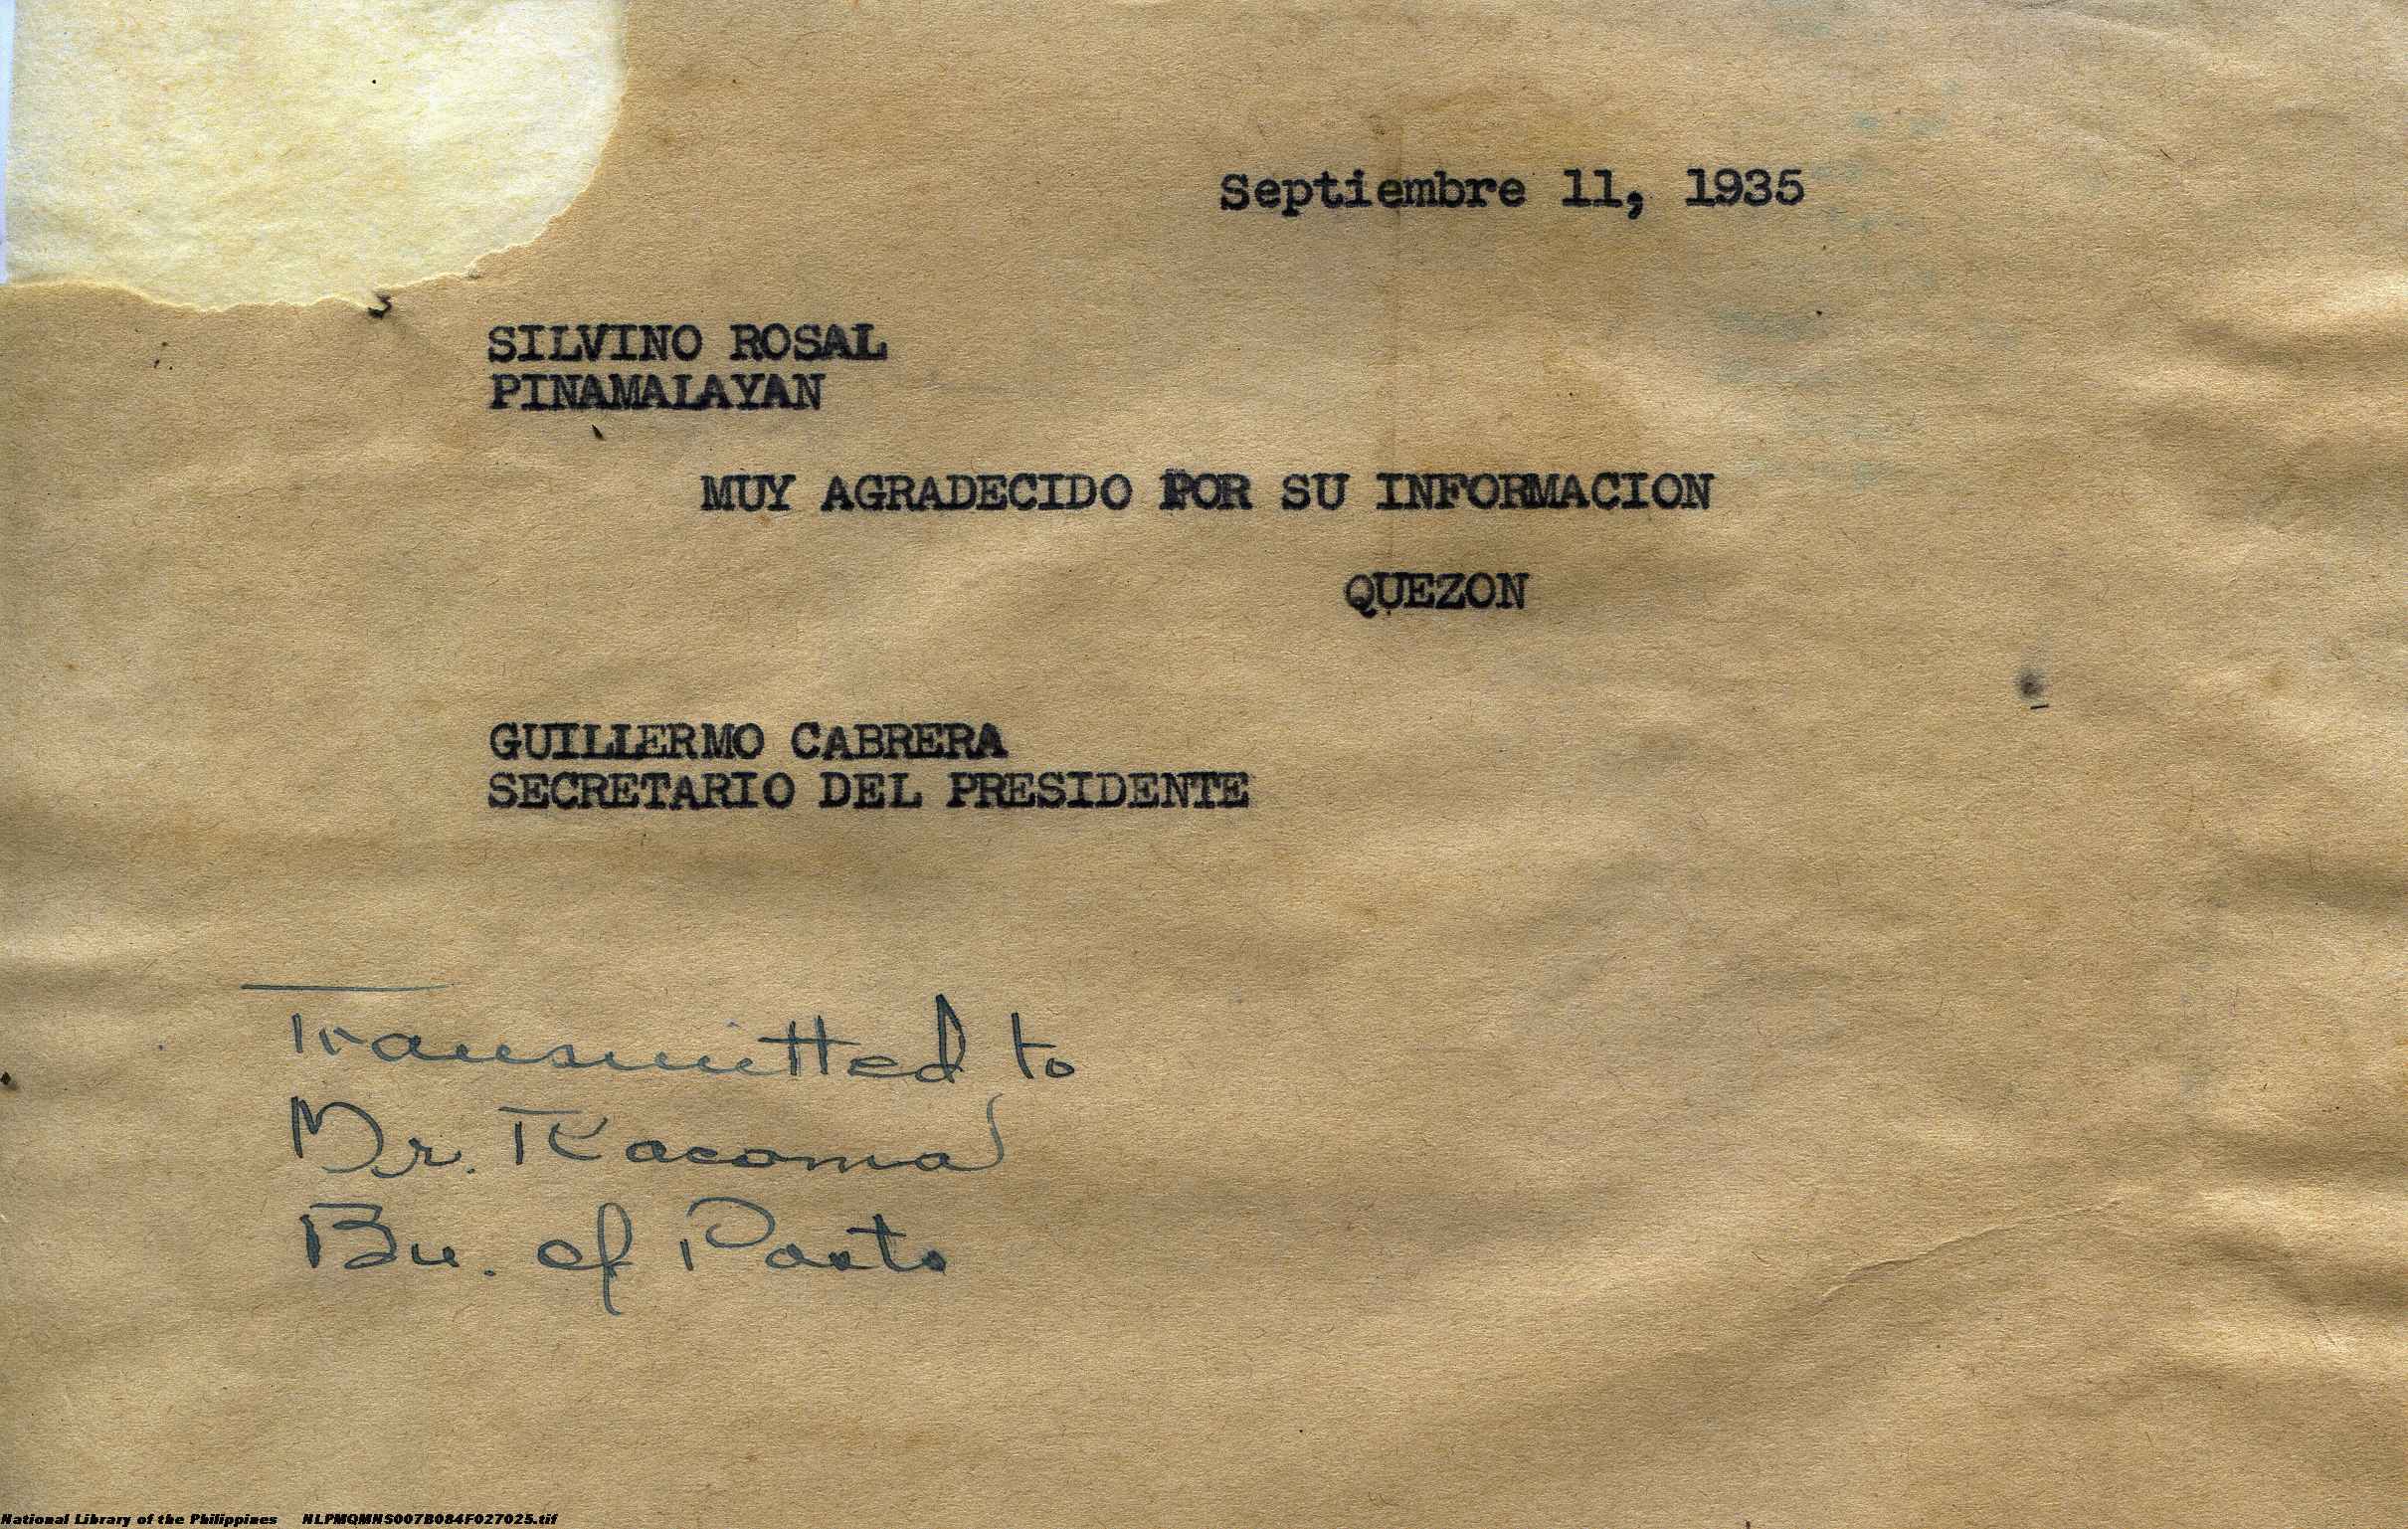 Septiembre 11, 1935
SILVINO ROSAL
PINAMALAYAN
MUY AGRADECIDO POR SU INFORMACION
QUEZON
GUILLERMO CABRERA
SECRETARIO DEL PRESIDENTE
Transmitted to
Mr.
Bu. of Posts
National Library of the Philippines NLPMQMNS007B084F027025.tif